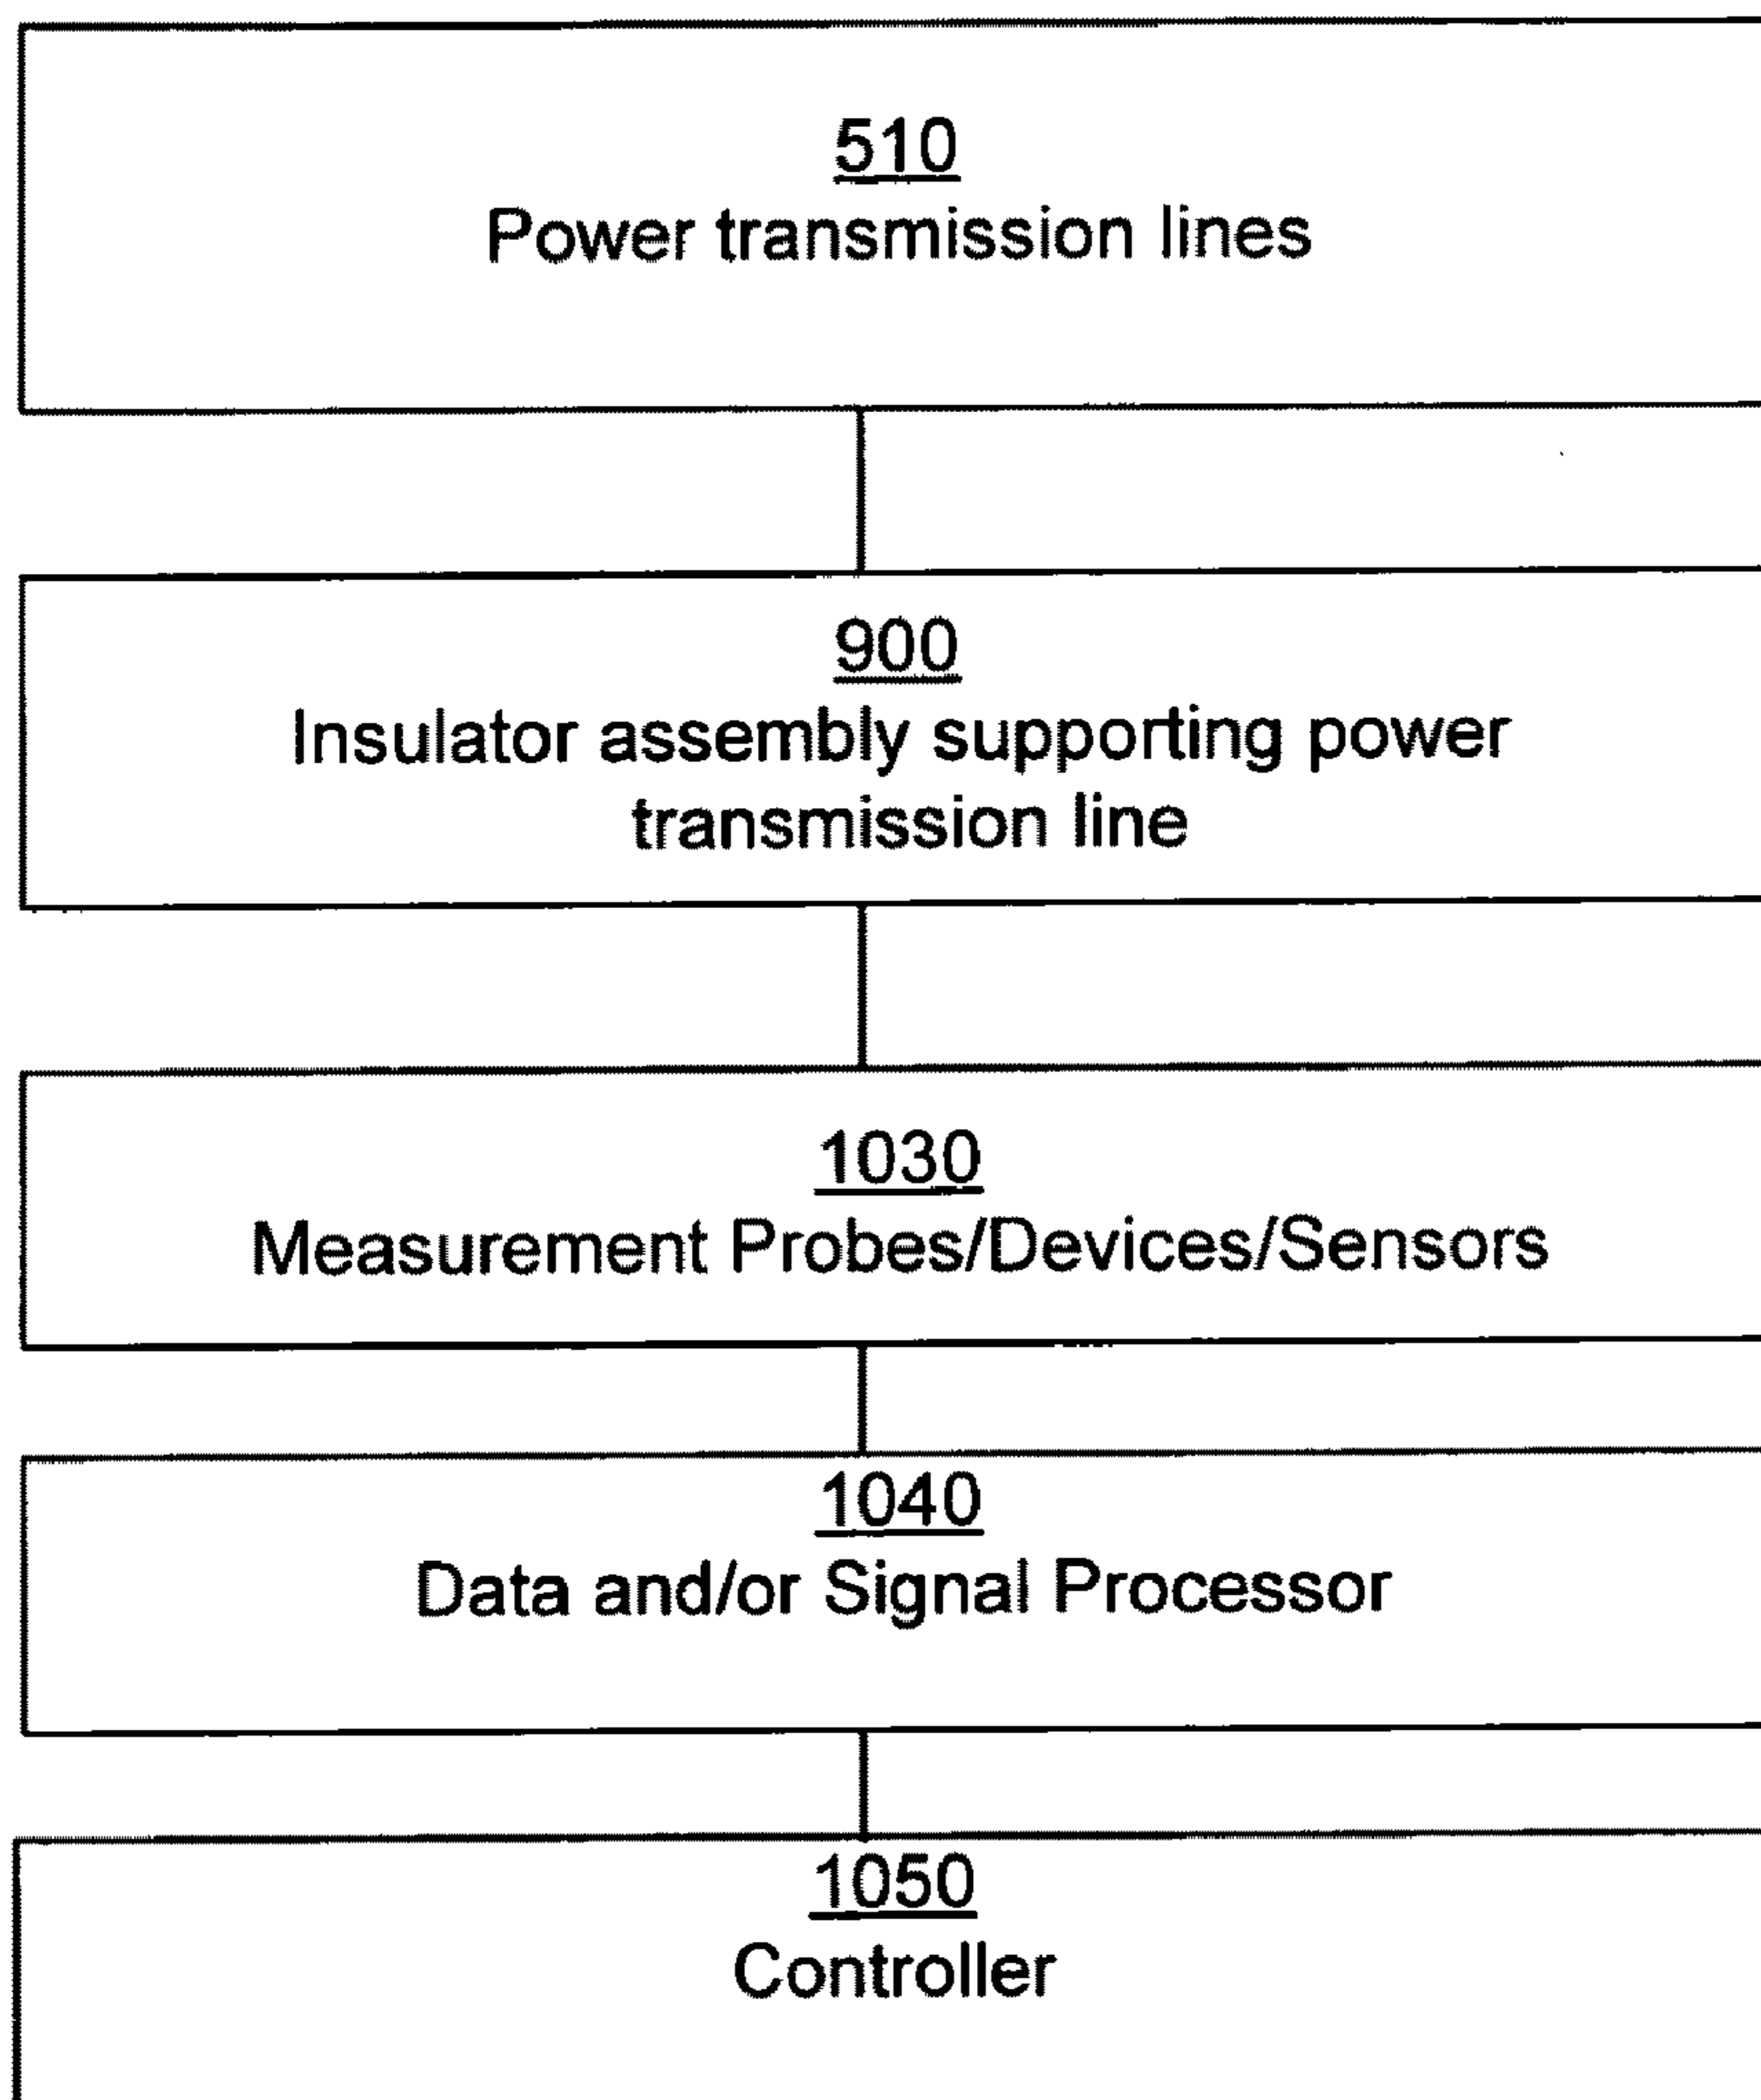 510
Power transmission lines
900
Insulator assembly supporting power
transmission line
1030
Measurement Probes/Devices/Sensors
1040
Data and/or Signal Processor
1050
Controller